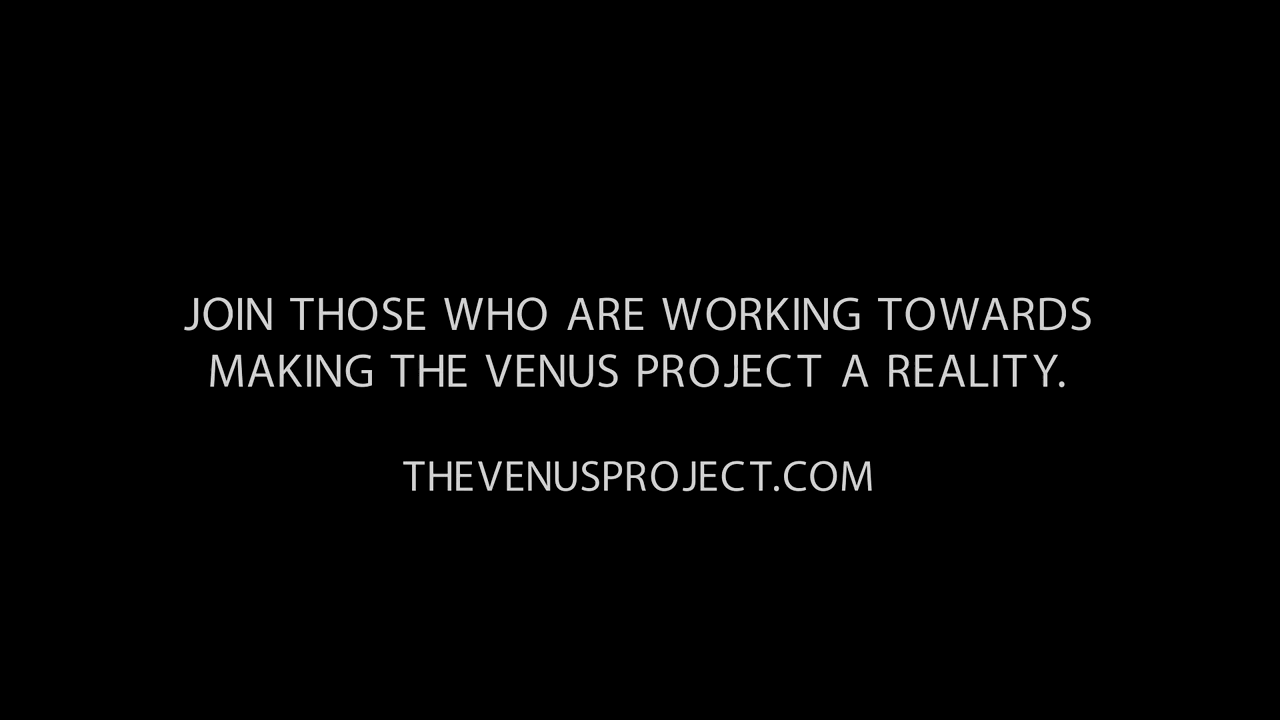 JOIN THOSE WHO ARE WORKING TOWARDS
MAKING THE VENUS PROJECT A REALITY.
THEVENUSPROJECT.COM